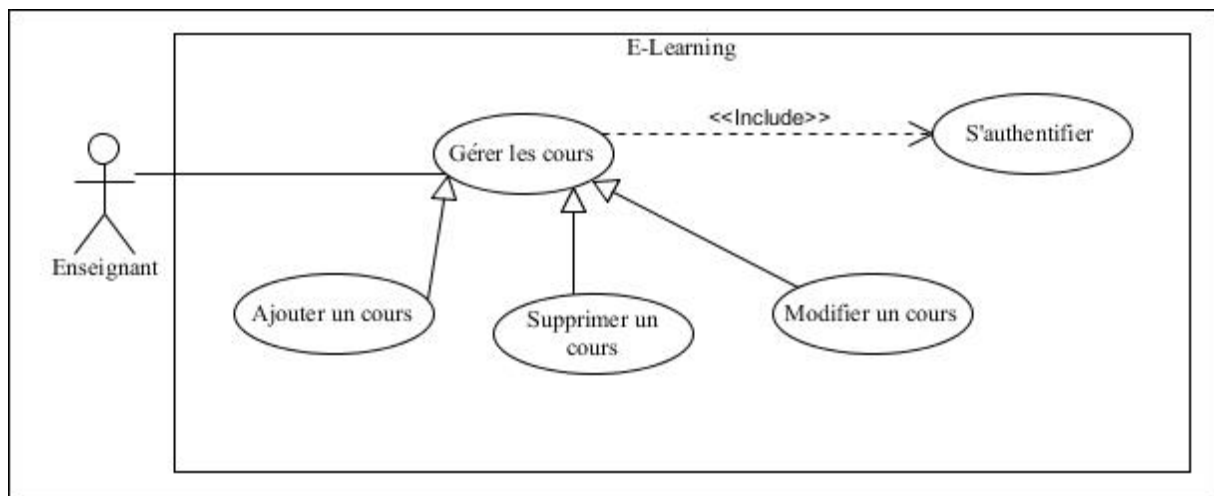 E-Learning
<<Include>>
S'authentifier
Gérer les cours
Enseignant
Ajouter un cours
Supprimer un
cours
Modifier un cours